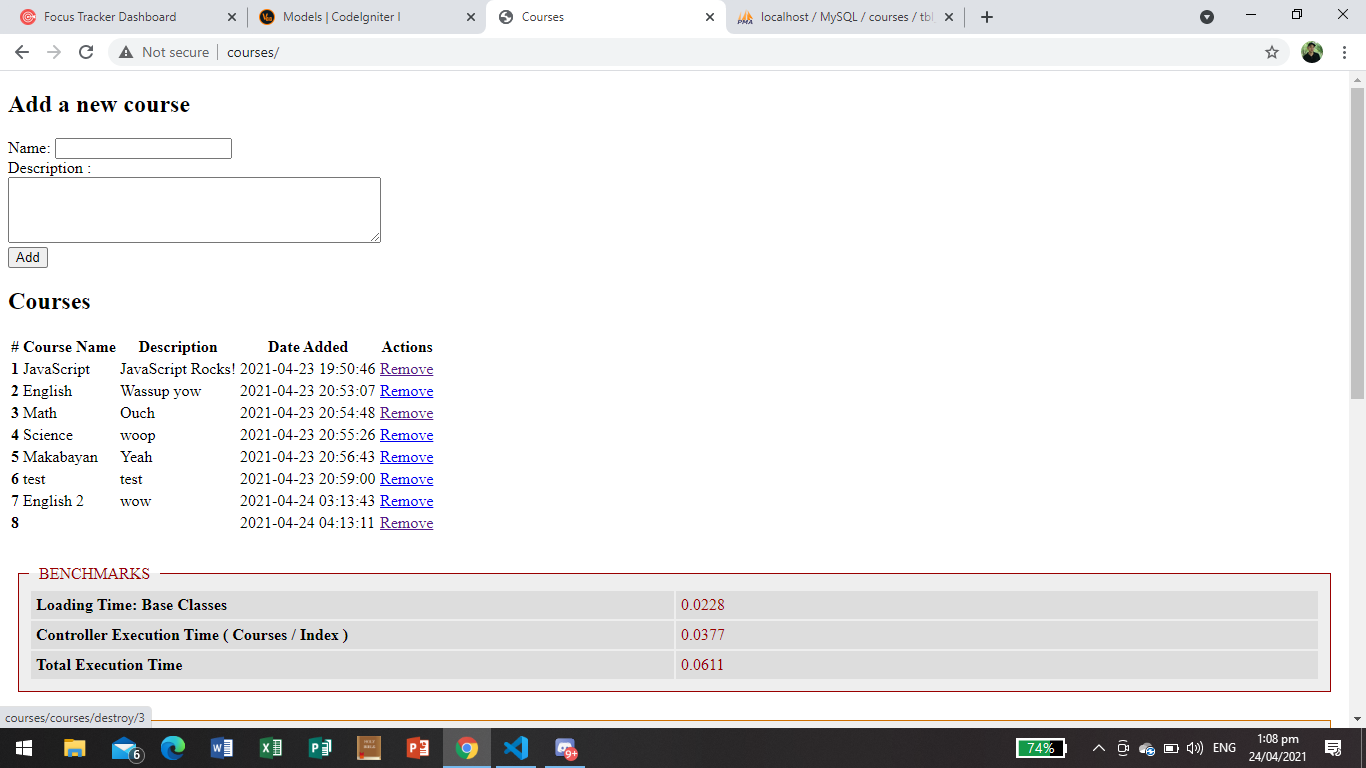 Focus Tracker Dashboard
Models | CodeIgniter |
Courses
localhost / MySQL / courses / tbl
Not secure
courses/
Add a new course
Name:
Description :
Add
Courses
# Course Name Description Date Added Actions
1 JavaScript JavaScript Rocks! 2021-04-23 19:50:46 Remove
2 English Wassup yow 2021-04-23 20:53:07 Remove
3 Math Ouch 2021-04-23 20:54:48 Remove
4 Science woop 2021-04-23 20:55:26 Remove
5 Makabayan Yeah 2021-04-23 20:56:43 Remove
6 test test 2021-04-23 20:59:00 Remove
7 English 2 wow 2021-04-24 03:13:43 Remove
8 2021-04-24 04:13:11 Remove
BENCHMARKS
Loading Time: Base Classes 0.0228
Controller Execution Time ( Courses / Index ) 0.0377
Total Execution Time 0.0611
courses/courses/destroy/3
6
9+
74%
ENG
1:08 pm
24/04/2021